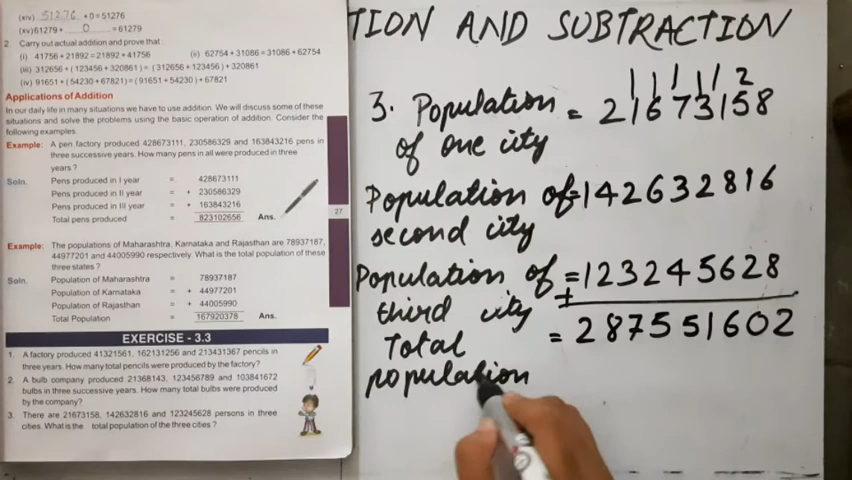 (xiv) 51276 + 0 = 51276
(xv) 61279 + 0 = 61279
2. Carry out actual addition and prove that :
(i) 41756 + 21892 = 21892 + 41756 (ii) 62754 + 31086 = 31086 + 62754
(iii) 312656 + (123456 + 320861) = (312656 + 123456) + 320861
(iv) 91651 + (54230 + 67821) = (91651 + 54230) + 67821
Applications of Addition
In our daily life in many situations we have to use addition. We will discuss some of these
situations and solve the problems using the basic operation of addition. Consider the
following examples.
Example: A pen factory produced 428673111, 230586329 and 163843216 pens in
three successive years. How many pens in all were produced in three
years ?
Soln. Pens produced in I year = 428673111
Pens produced in II year = + 230586329
Pens produced in III year = + 163843216
Total pens produced = 823102656 Ans.
27
Example: The populations of Maharashtra, Karnataka and Rajasthan are 78937187,
44977201 and 44005990 respectively. What is the total population of these
three states ?
Soln. Population of Maharashtra = 78937187
Population of Karnataka = + 44977201
Population of Rajasthan = + 44005990
Total Population = 167920378 Ans.
EXERCISE - 3.3
1. A factory produced 41321561, 162131256 and 213431367 pencils in
three years. How many total pencils were produced by the factory?
2. A bulb company produced 21368143, 123456789 and 103841672
bulbs in three successive years. How many total bulbs were produced
by the company?
3. There are 21673158, 142632816 and 123245628 persons in three
cities. What is the total population of the three cities ?
TION AND SUBTRACTION
1 1 1 1 1 2
3. Population = 21673158
of one city
Population of = 142632816
second city
Population of = 123245628
third city +
Total = 287551602
population